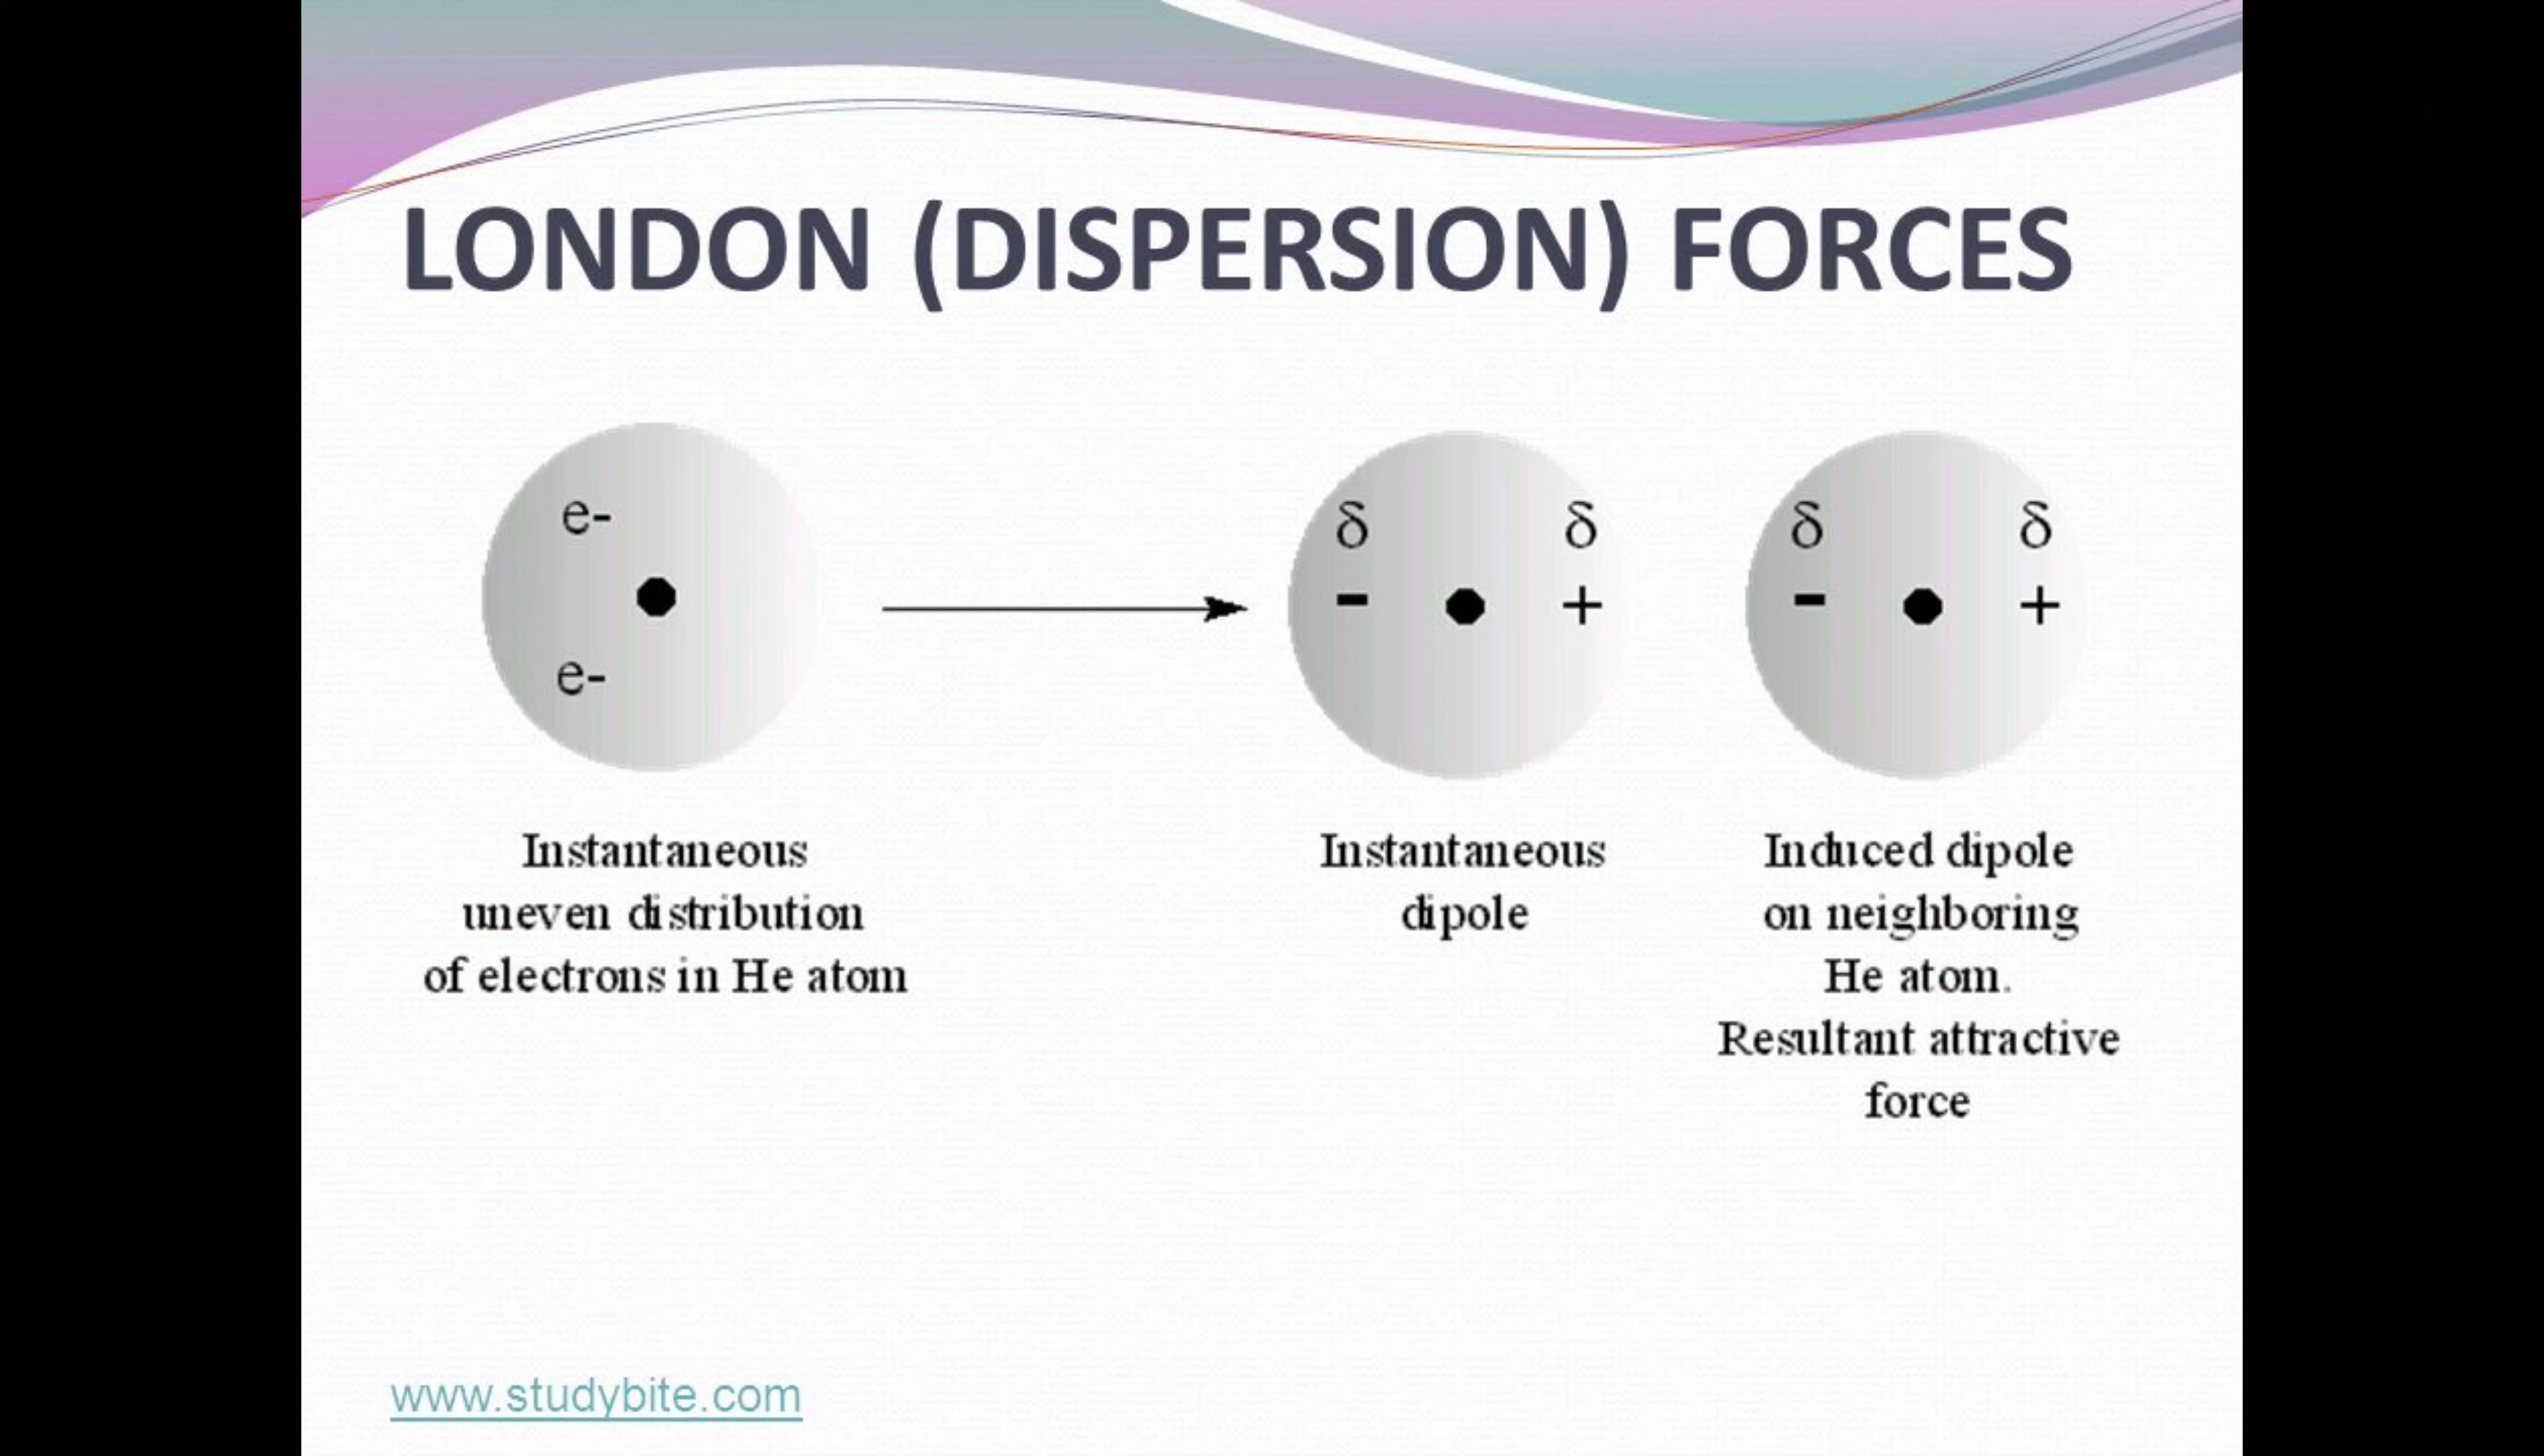 LONDON (DISPERSION) FORCES
e-
e-
δ
-
δ
+
δ
-
δ
+
Instantaneous
uneven distribution
of electrons in He atom
Instantaneous
dipole
Induced dipole
on neighboring
He atom.
Resultant attractive
force
www.studybite.com